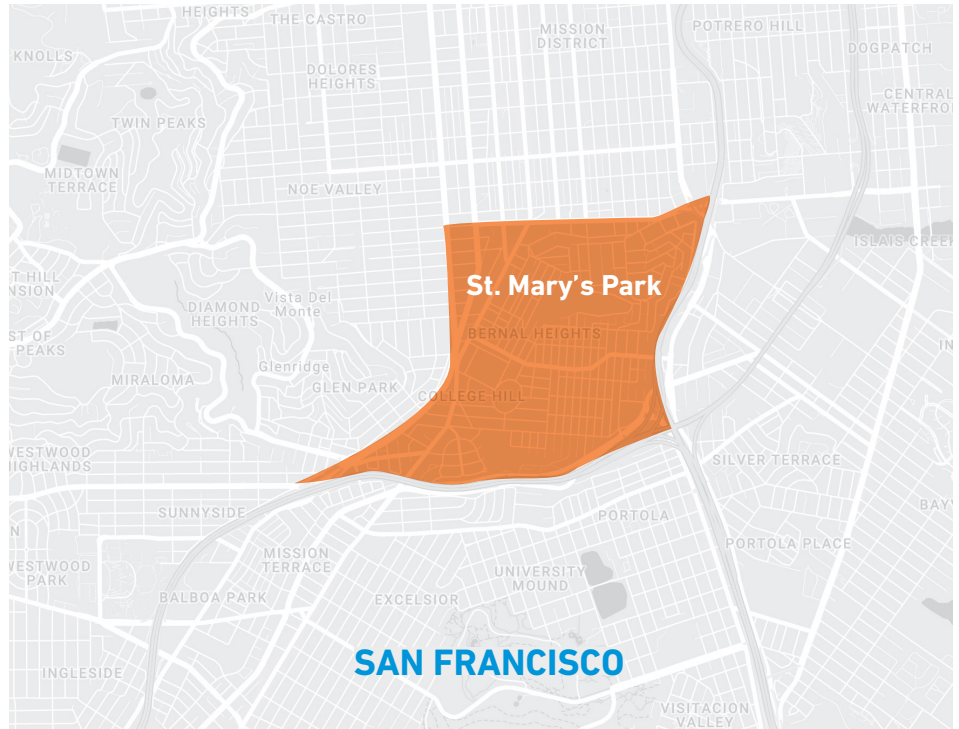 HEIGHTS
THE CASTRO
MISSION
DISTRICT
POTRERO HILL
KNOLLS
DOLORES
HEIGHTS
DOGPATCH
CENTRAL
WATERFRON
TWIN PEAKS
MIDTOWN
TERRACE
NOE VALLEY
ISLAIS CREEK
ST. Mary's Park
T HILL
NSION
DIAMOND
HEIGHTS
Vista Del
Monte
BERNAL HEIGHTS
ST OF
PEAKS
Glenridge
MIRALOMA
GLEN PARK
COLLEGE HILL
IN
WESTWOOD
HIGHLANDS
SILVER TERRACE
SUNNYSIDE
PORTOLA
BAYV
N
MISSION
TERRACE
PORTOLA PLACE
WESTWOOD
PARK
UNIVERSITY
MOUND
BALBOA PARK
EXCELSIOR
SAN FRANCISCO
INGLESIDE
VISITACION
VALLEY